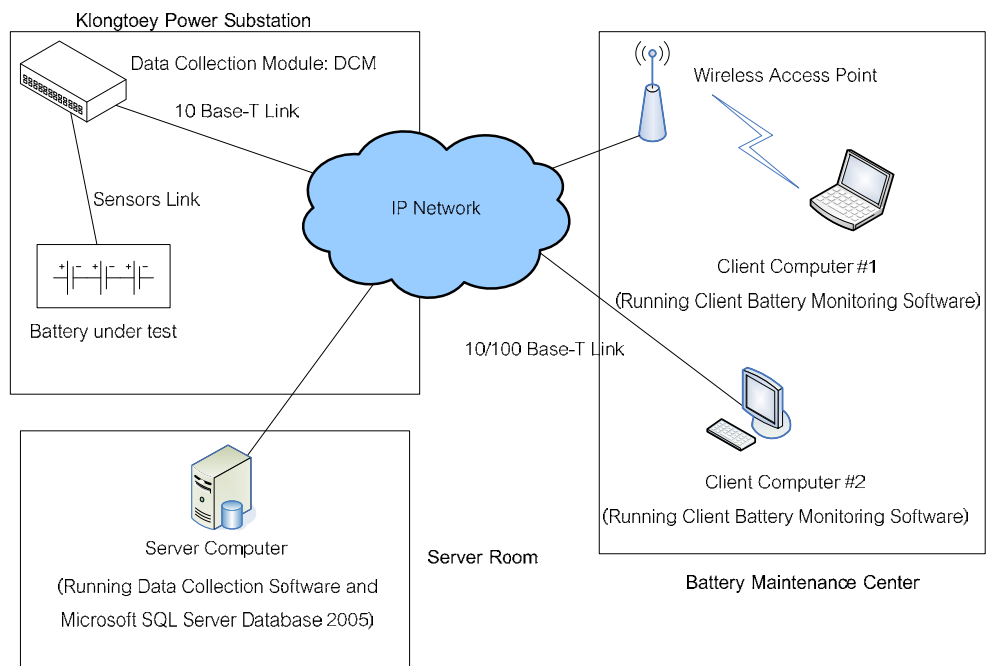 Klongtoey Power Substation
Data Collection Module: DCM
10 Base-T Link
Sensors Link
+ − + − + −
Battery under test
IP Network
Wireless Access Point
Client Computer #1
(Running Client Battery Monitoring Software)
10/100 Base-T Link
Client Computer #2
(Running Client Battery Monitoring Software)
Battery Maintenance Center
Server Computer
(Running Data Collection Software and
Microsoft SQL Server Database 2005)
Server Room